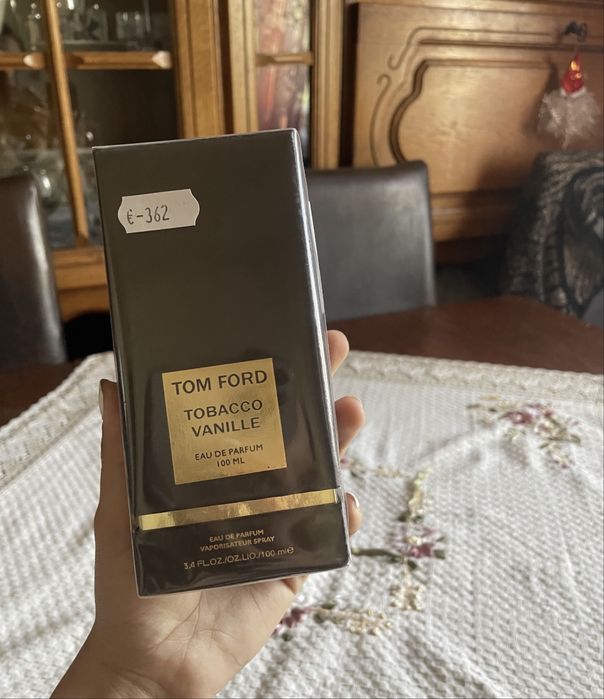 €-362
TOM FORD
TOBACCO
VANILLE
EAU DE PARFUM
100 ML
EAU DE PARFUM
VAPORISATEUR SPRAY
3.4 FL.OZ./OZ.LIQ./100 ml℮